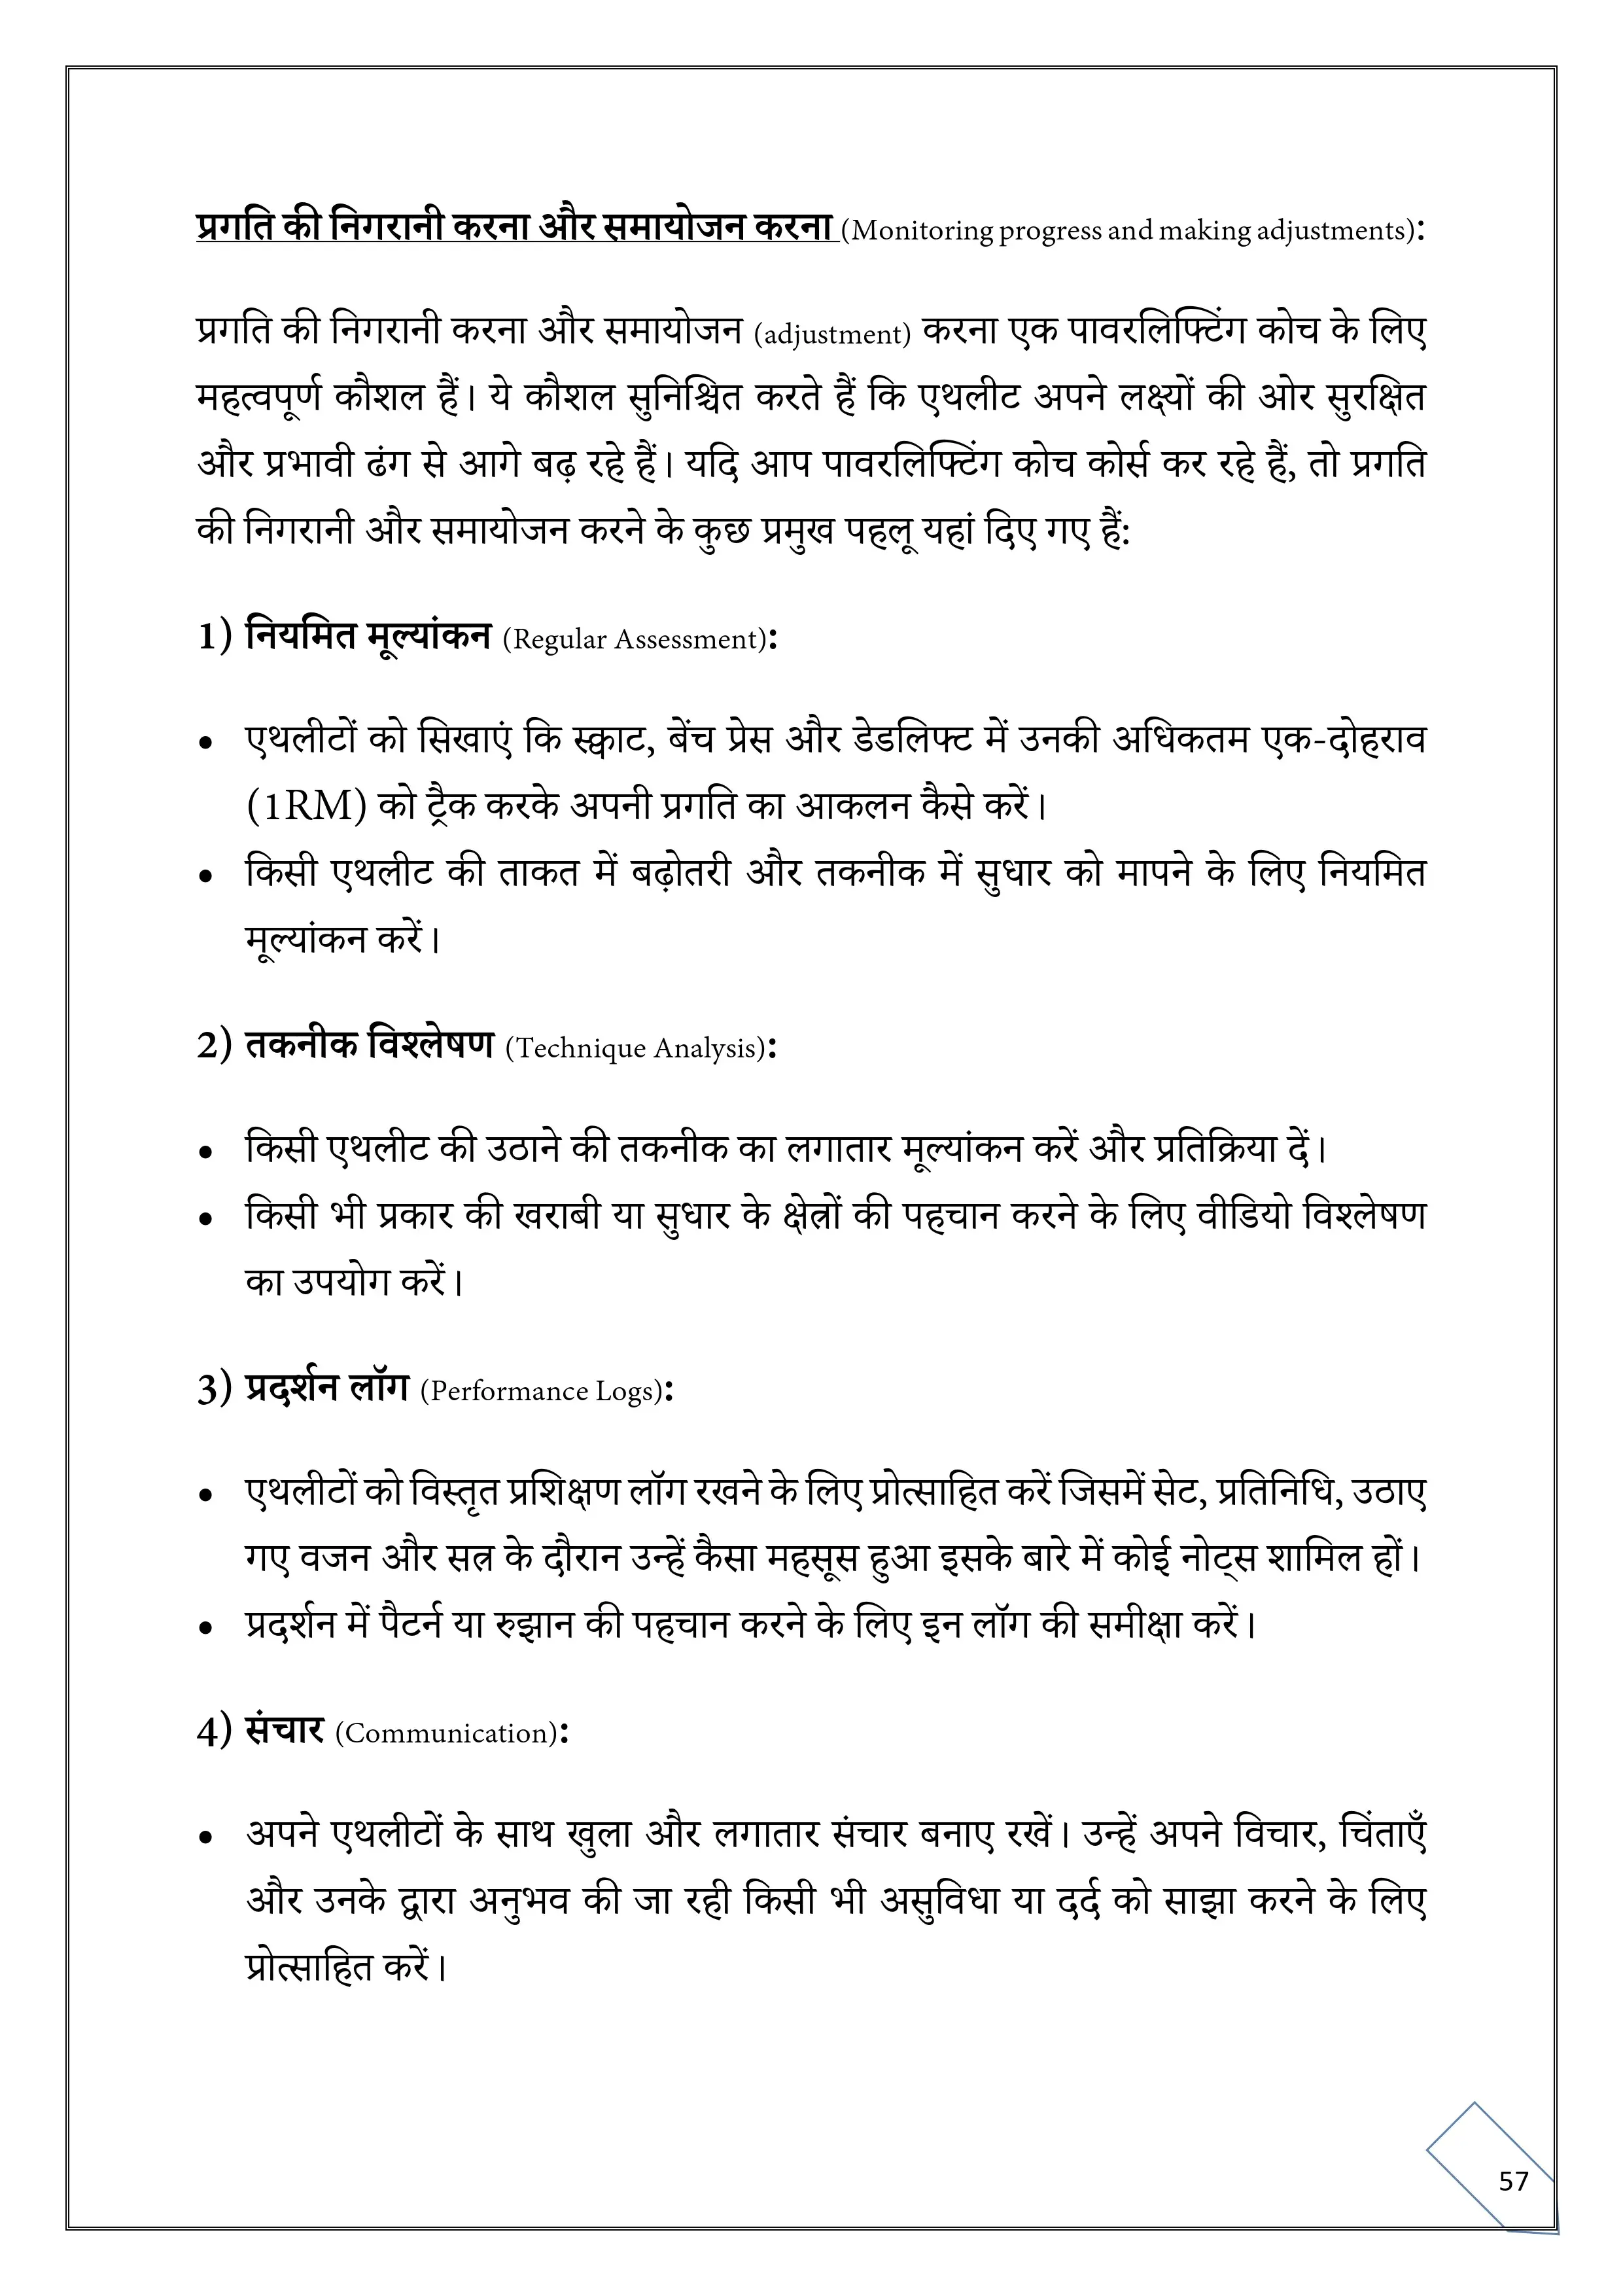 प्रगति की निगरानी करना और समायोजन करना (Monitoring progress and making adjustments):
प्रगति की निगरानी करना और समायोजन (adjustment) करना एक पावरलिफ्टिंग कोच के लिए
महत्वपूर्ण कौशल हैं। ये कौशल सुनिश्चित करते हैं कि एथलीट अपने लक्ष्यों की ओर सुरक्षित
और प्रभावी ढंग से आगे बढ़ रहे हैं। यदि आप पावरलिफ्टिंग कोच कोर्स कर रहे हैं, तो प्रगति
की निगरानी और समायोजन करने के कुछ प्रमुख पहलू यहां दिए गए हैं:
1) नियमित मूल्यांकन (Regular Assessment):
• एथलीटों को सिखाएं कि स्क्वाट, बेंच प्रेस और डेडलिफ्ट में उनकी अधिकतम एक-दोहराव
(1RM) को ट्रैक करके अपनी प्रगति का आकलन कैसे करें।
• किसी एथलीट की ताकत में बढ़ोतरी और तकनीक में सुधार को मापने के लिए नियमित
मूल्यांकन करें।
2) तकनीक विश्लेषण (Technique Analysis):
• किसी एथलीट की उठाने की तकनीक का लगातार मूल्यांकन करें और प्रतिक्रिया दें।
• किसी भी प्रकार की खराबी या सुधार के क्षेत्रों की पहचान करने के लिए वीडियो विश्लेषण
का उपयोग करें।
3) प्रदर्शन लॉग (Performance Logs):
• एथलीटों को विस्तृत प्रशिक्षण लॉग रखने के लिए प्रोत्साहित करें जिसमें सेट, प्रतिनिधि, उठाए
गए वजन और सत्र के दौरान उन्हें कैसा महसूस हुआ इसके बारे में कोई नोट्स शामिल हों।
• प्रदर्शन में पैटर्न या रुझान की पहचान करने के लिए इन लॉग की समीक्षा करें।
4) संचार (Communication):
• अपने एथलीटों के साथ खुला और लगातार संचार बनाए रखें। उन्हें अपने विचार, चिंताएँ
और उनके द्वारा अनुभव की जा रही किसी भी असुविधा या दर्द को साझा करने के लिए
प्रोत्साहित करें।
57